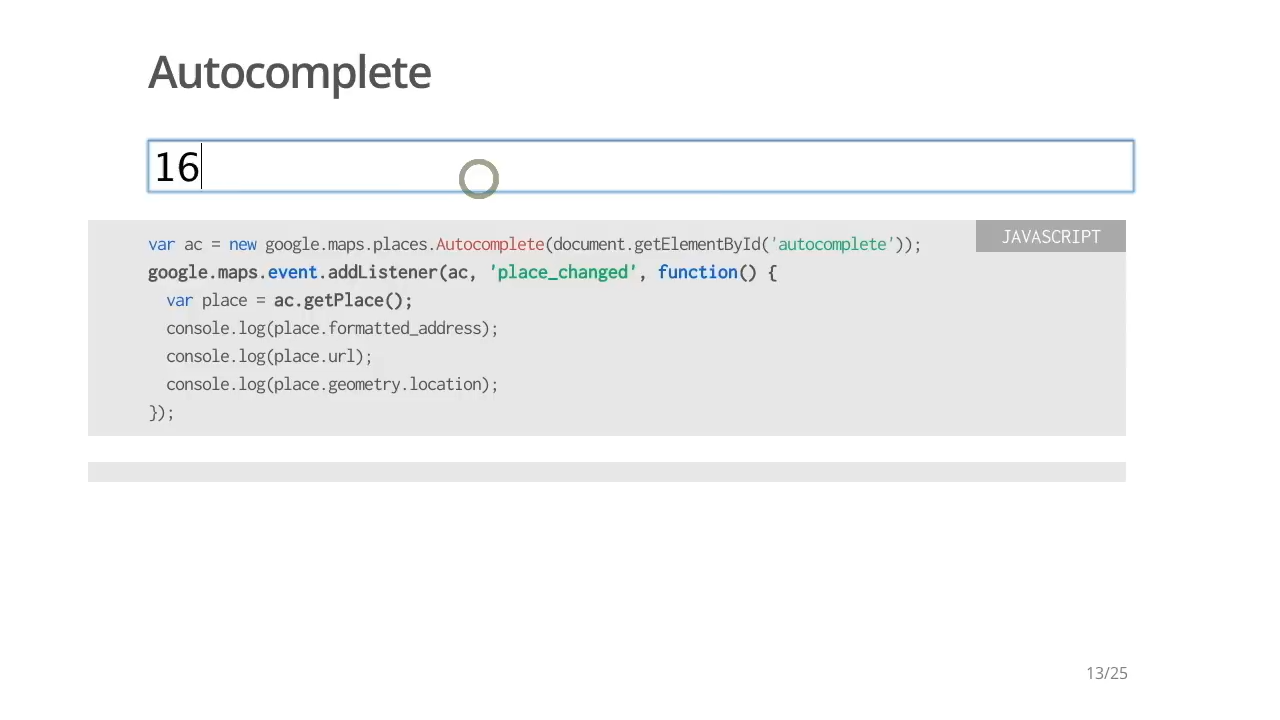 Autocomplete
16
JAVASCRIPT
var ac = new google.maps.places.Autocomplete(document.getElementById('autocomplete'));
google.maps.event.addListener(ac, 'place_changed', function() {
  var place = ac.getPlace();
  console.log(place.formatted_address);
  console.log(place.url);
  console.log(place.geometry.location);
});
13/25